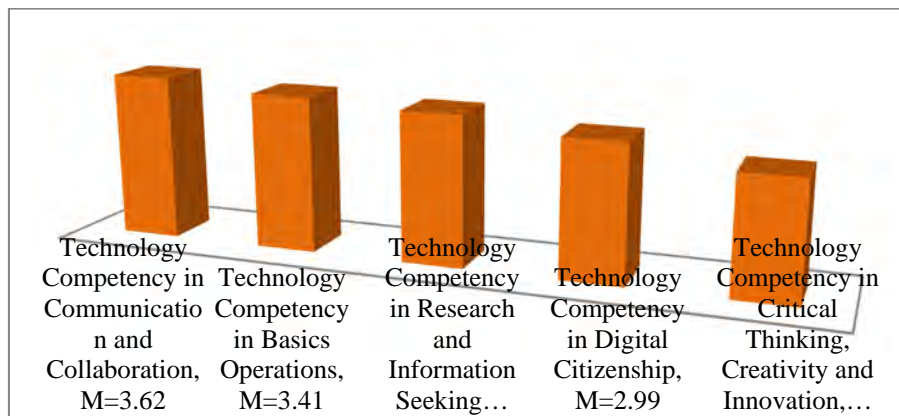 Technology
Competency in
Communicatio
n and
Collaboration,
M=3.62
Technology
Competency
in Basics
Operations,
M=3.41
Technology
Competency
in Research
and
Information
Seeking…
Technology
Competency
in Digital
Citizenship,
M=2.99
Technology
Competency in
Critical
Thinking,
Creativity and
Innovation,…